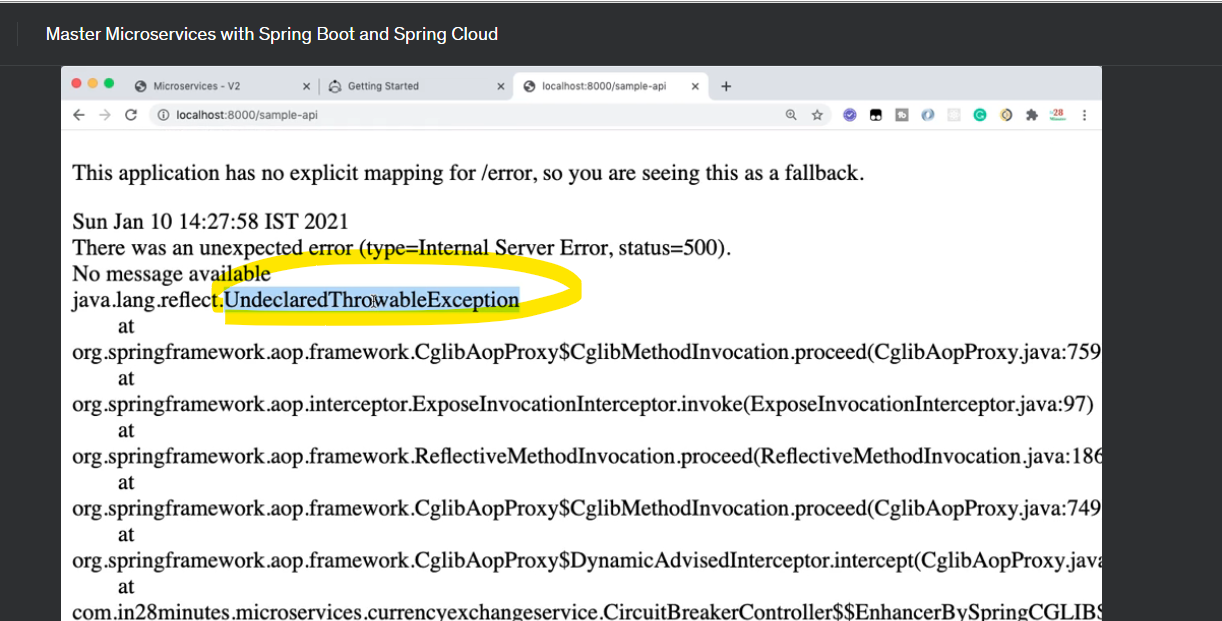 Master Microservices with Spring Boot and Spring Cloud
Microservices - V2
Getting Started
localhost:8000/sample-api
localhost:8000/sample-api
28
This application has no explicit mapping for /error, so you are seeing this as a fallback.
Sun Jan 10 14:27:58 IST 2021
There was an unexpected error (type=Internal Server Error, status=500).
No message available
java.lang.reflect.UndeclaredThrowableException
at
org.springframework.aop.framework.CglibAopProxy$CglibMethodInvocation.proceed(CglibAopProxy.java:759
at
org.springframework.aop.interceptor.ExposeInvocationInterceptor.invoke(ExposeInvocationInterceptor.java:97)
at
org.springframework.aop.framework.ReflectiveMethodInvocation.proceed(ReflectiveMethodInvocation.java:186
at
org.springframework.aop.framework.CglibAopProxy$CglibMethodInvocation.proceed(CglibAopProxy.java:749
at
org.springframework.aop.framework.CglibAopProxy$DynamicAdvisedInterceptor.intercept(CglibAopProxy.java
at
com.in28minutes.microservices.currencyexchangeservice.CircuitBreakerController$$EnhancerBySpringCGLIB$